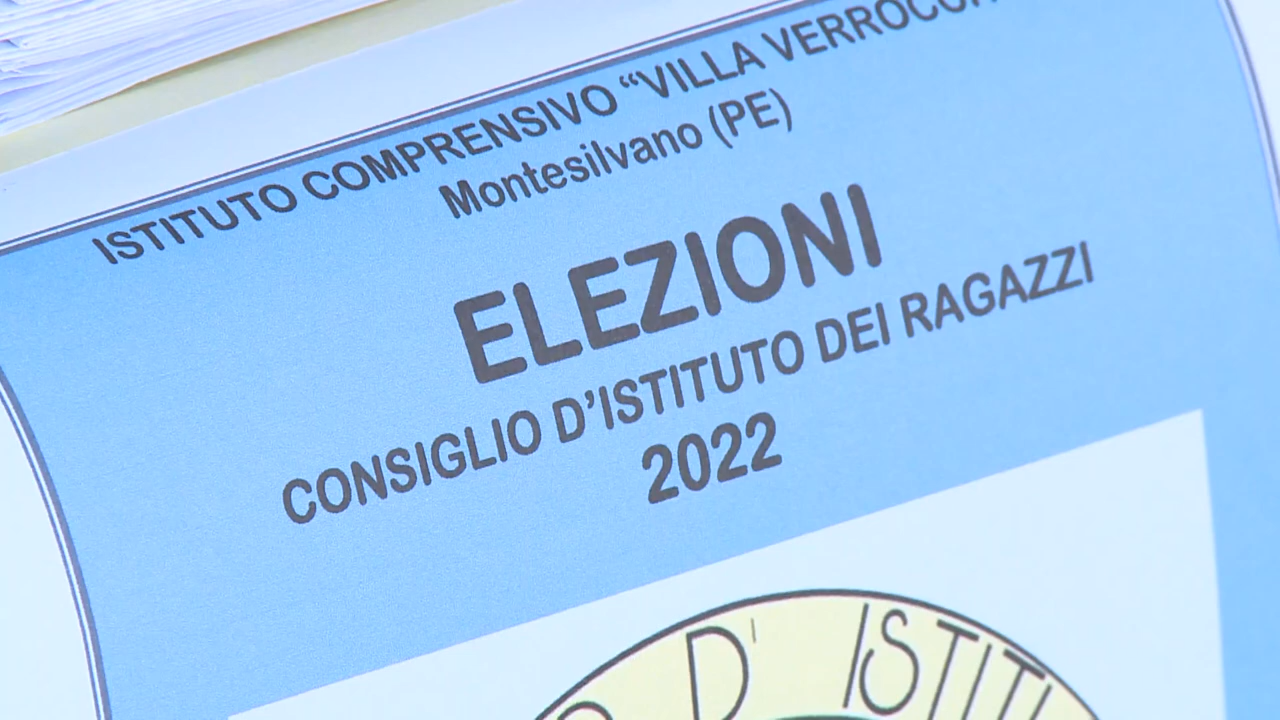 ISTITUTO COMPRENSIVO “VILLA
Montesilvano (PE)
ELEZIONI
CONSIGLIO D’ISTITUTO DEI RAGAZZI
2022
D'